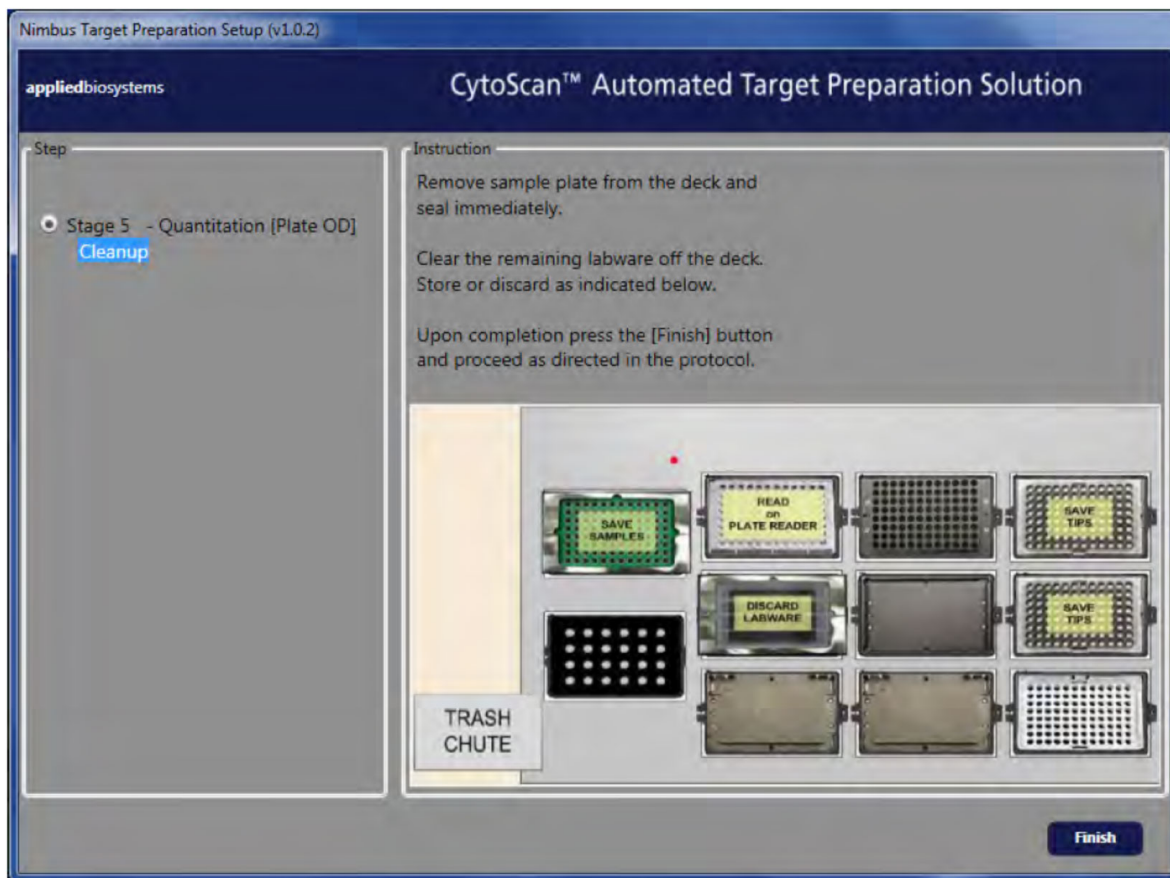 Nimbus Target Preparation Setup (v1.0.2)
appliedbiosystems
CytoScan™ Automated Target Preparation Solution
Step
Stage 5 - Quantitation [Plate OD]
Cleanup
Instruction
Remove sample plate from the deck and
seal immediately.
Clear the remaining labware off the deck.
Store or discard as indicated below.
Upon completion press the [Finish] button
and proceed as directed in the protocol.
SAVE
SAMPLES
READ
on
PLATE READER
SAVE
TIPS
DISCARD
LABWARE
SAVE
TIPS
TRASH
CHUTE
Finish